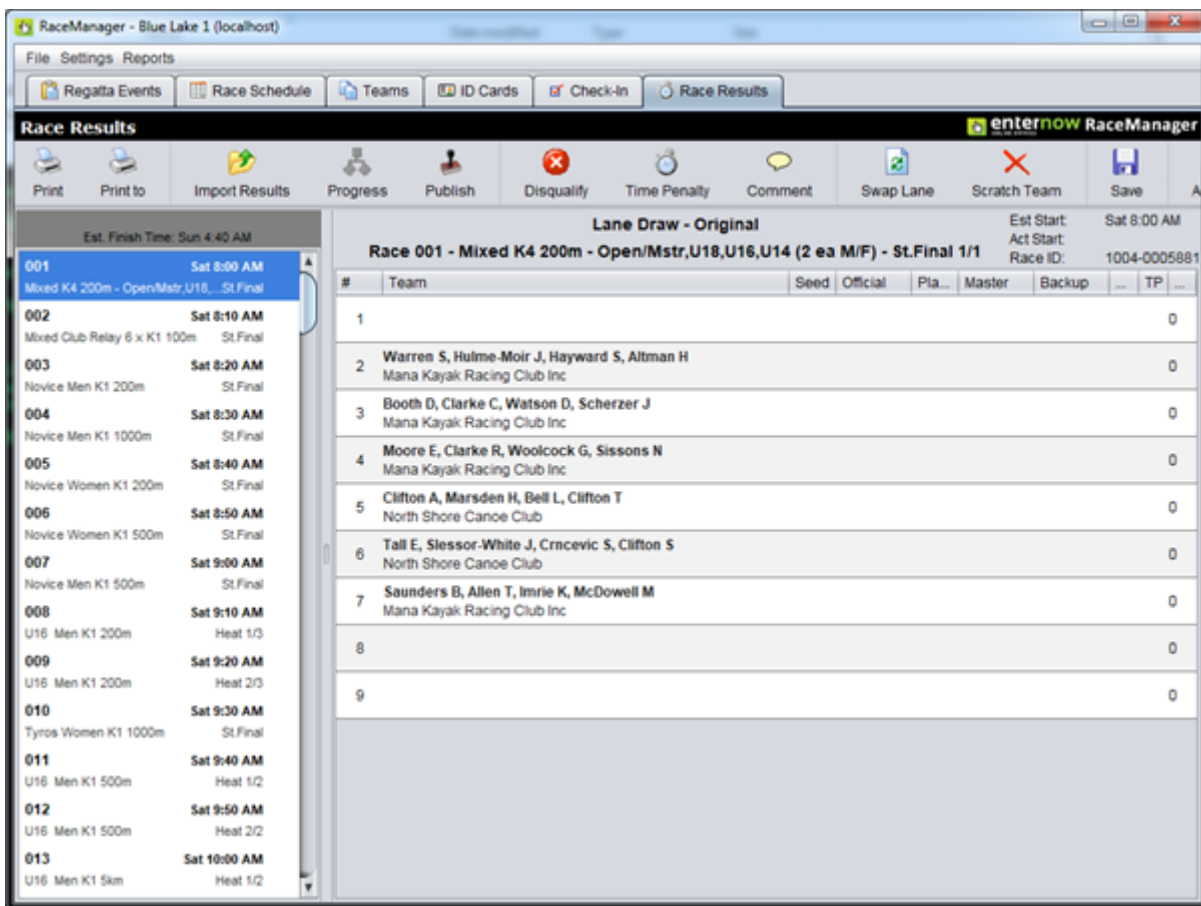 RaceManager - Blue Lake 1 (localhost)
Date modified Type Size
File Settings Reports
Regatta Events Race Schedule Teams ID Cards Check-In Race Results
Race Results enternow RaceManager
Print Print to Import Results Progress Publish Disqualify Time Penalty Comment Swap Lane Scratch Team Save A
Est. Finish Time: Sun 4:40 AM
001 Sat 8:00 AM
Mixed K4 200m - Open/Mstr,U18,...St.Final
002 Sat 8:10 AM
Mixed Club Relay 6 x K1 100m St.Final
003 Sat 8:20 AM
Novice Men K1 200m St.Final
004 Sat 8:30 AM
Novice Men K1 1000m St.Final
005 Sat 8:40 AM
Novice Women K1 200m St.Final
006 Sat 8:50 AM
Novice Women K1 500m St.Final
007 Sat 9:00 AM
Novice Men K1 500m St.Final
008 Sat 9:10 AM
U16 Men K1 200m Heat 1/3
009 Sat 9:20 AM
U16 Men K1 200m Heat 2/3
010 Sat 9:30 AM
Tyros Women K1 1000m St.Final
011 Sat 9:40 AM
U16 Men K1 500m Heat 1/2
012 Sat 9:50 AM
U16 Men K1 500m Heat 2/2
013 Sat 10:00 AM
U16 Men K1 5km Heat 1/2
Lane Draw - Original
Race 001 - Mixed K4 200m - Open/Mstr,U18,U16,U14 (2 ea M/F) - St.Final 1/1
Est Start: Sat 8:00 AM
Act Start:
Race ID: 1004-0005881
# Team Seed Official Pla... Master Backup ... TP ...
1 0
Warren S, Hulme-Moir J, Hayward S, Altman H
2 0
Mana Kayak Racing Club Inc
Booth D, Clarke C, Watson D, Scherzer J
3 0
Mana Kayak Racing Club Inc
Moore E, Clarke R, Woolcock G, Sissons N
4 0
Mana Kayak Racing Club Inc
Clifton A, Marsden H, Bell L, Clifton T
5 0
North Shore Canoe Club
Tall E, Slessor-White J, Crncevic S, Clifton S
6 0
North Shore Canoe Club
Saunders B, Allen T, Imrie K, McDowell M
7 0
Mana Kayak Racing Club Inc
8 0
9 0